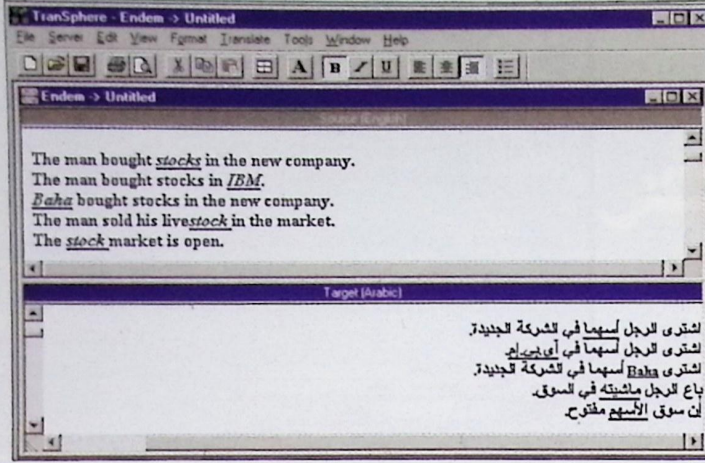 TranSphere - Endem -> Untitled
File Server Edit View Format Translate Tools Window Help
A B I U
Endem -> Untitled
Source (English)
The man bought stocks in the new company.
The man bought stocks in IBM.
Baha bought stocks in the new company.
The man sold his livestock in the market.
The stock market is open.
Target (Arabic)
اشترى الرجل أسهما في الشركة الجديدة.
اشترى الرجل أسهما في آي.بي.إم.
اشترى Baha أسهما في الشركة الجديدة.
باع الرجل ماشيته في السوق.
إن سوق الأسهم مفتوح.